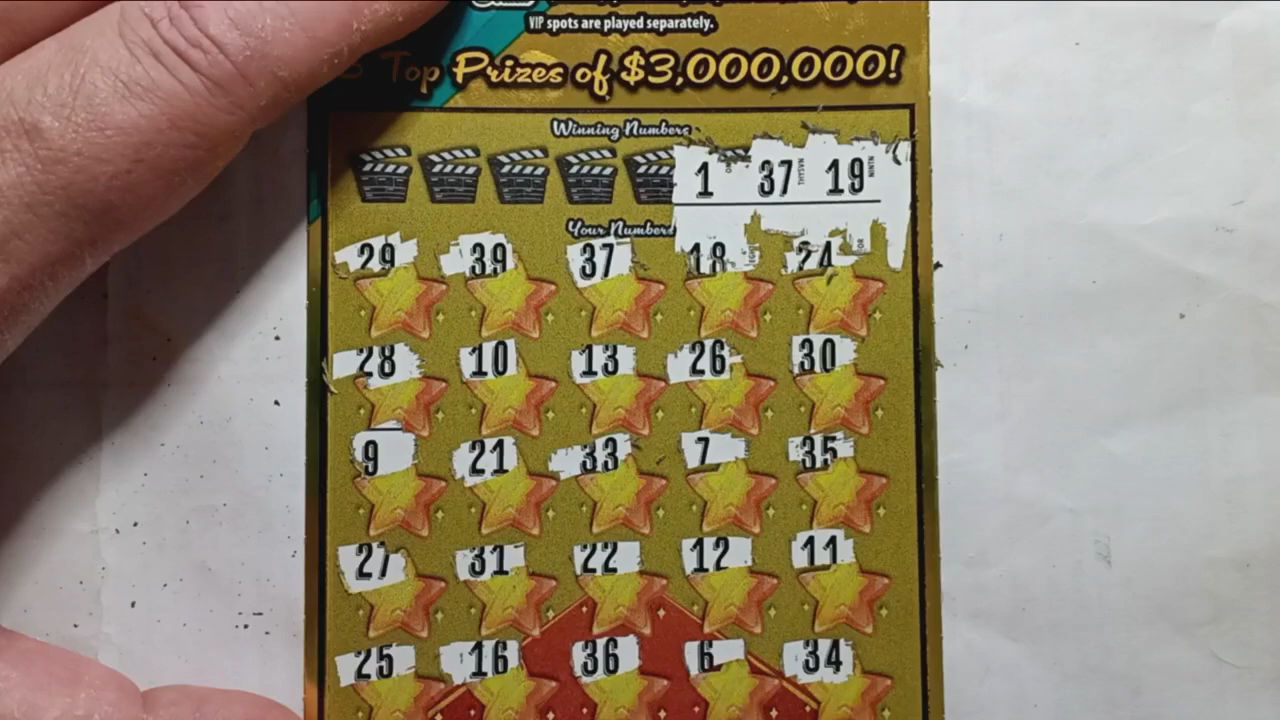 VIP spots are played separately.
Top Prizes of $3,000,000!
Winning Numbers
1 37 19
Your Numbers
29 39 37 18 24
28 10 13 26 30
9 21 33 7 35
27 31 22 12 11
25 16 36 6 34